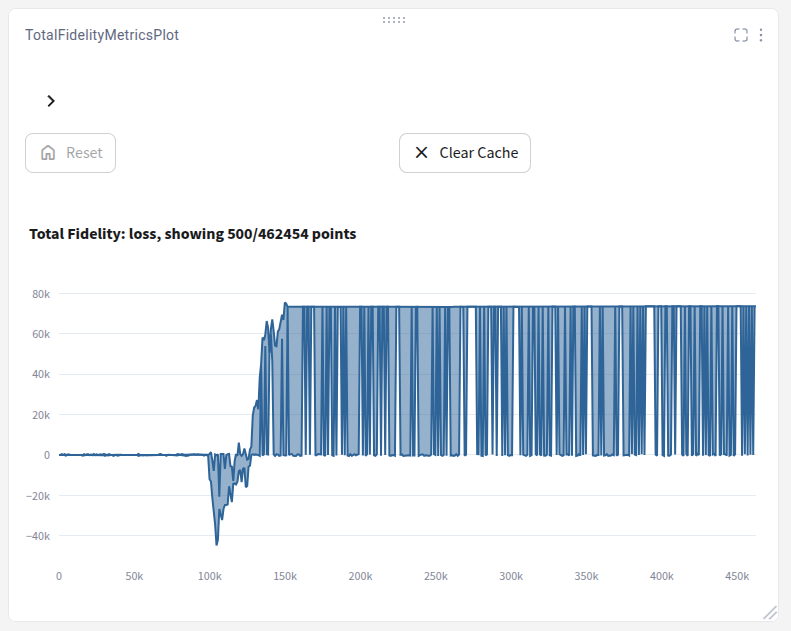 TotalFidelityMetricsPlot
Reset
Clear Cache
Total Fidelity: loss, showing 500/462454 points
80k
60k
40k
20k
0
−20k
−40k
0 50k 100k 150k 200k 250k 300k 350k 400k 450k